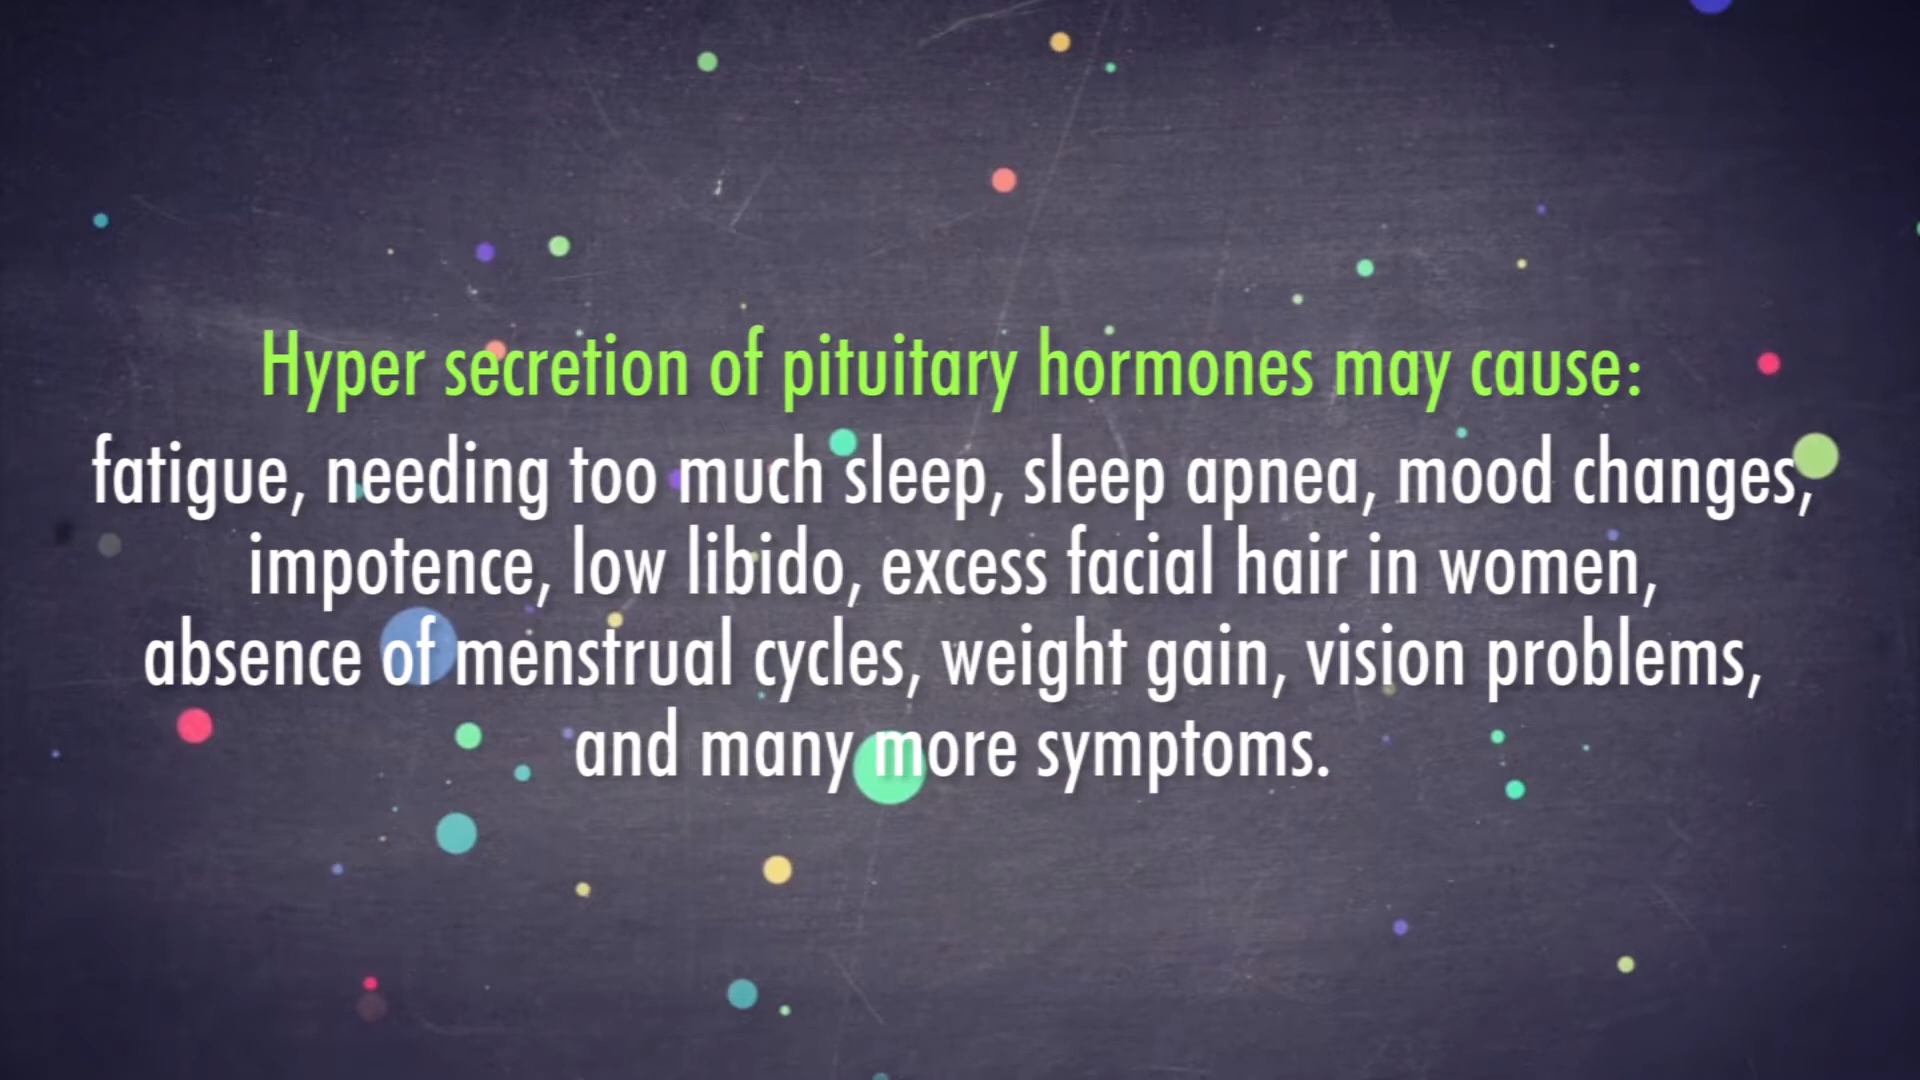 Hyper secretion of pituitary hormones may cause:
fatigue, needing too much sleep, sleep apnea, mood changes,
impotence, low libido, excess facial hair in women,
absence of menstrual cycles, weight gain, vision problems,
and many more symptoms.